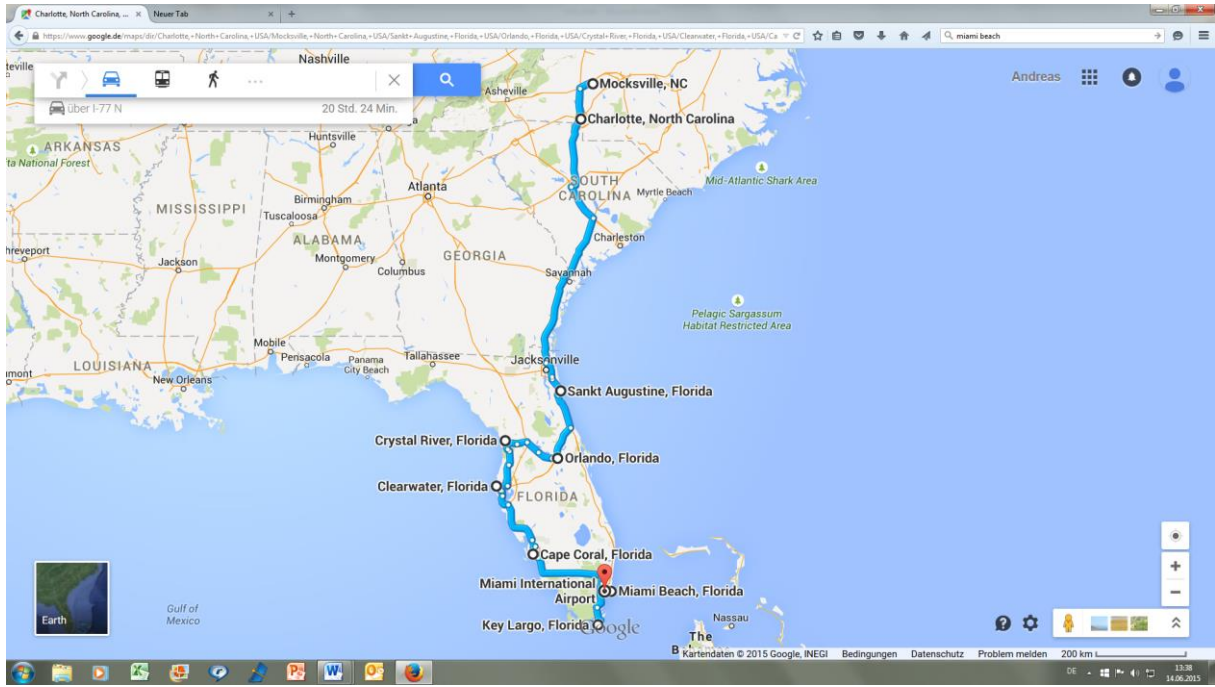 Charlotte, North Carolina, ...
Neuer Tab
https://www.google.de/maps/dir/Charlotte,+North+Carolina,+USA/Mocksville,+North+Carolina,+USA/Sankt+Augustine,+Florida,+USA/Orlando,+Florida,+USA/Crystal+River,+Florida,+USA/Clearwater,+Florida,+USA/Ca
miami beach
Nashville
teville
Asheville
über I-77 N
20 Std. 24 Min.
Andreas
Mocksville, NC
Charlotte, North Carolina
Huntsville
ARKANSAS
ta National Forest
Atlanta
SOUTH
CAROLINA
Myrtle Beach
Mid-Atlantic Shark Area
Birmingham
MISSISSIPPI
Tuscaloosa
ALABAMA
Charleston
hreveport
Jackson
Montgomery
Columbus
GEORGIA
Savannah
Pelagic Sargassum
Habitat Restricted Area
Mobile
Pensacola
Panama
City Beach
Tallahassee
Jacksonville
LOUISIANA
mont
New Orleans
Sankt Augustine, Florida
Crystal River, Florida
Orlando, Florida
Clearwater, Florida
FLORIDA
Cape Coral, Florida
Miami International
Airport
Miami Beach, Florida
Earth
Gulf of
Mexico
Key Largo, Florida
Google
Nassau
The
B
Kartendaten © 2015 Google, INEGI
Bedingungen
Datenschutz
Problem melden
200 km
DE
13:38
14.06.2015